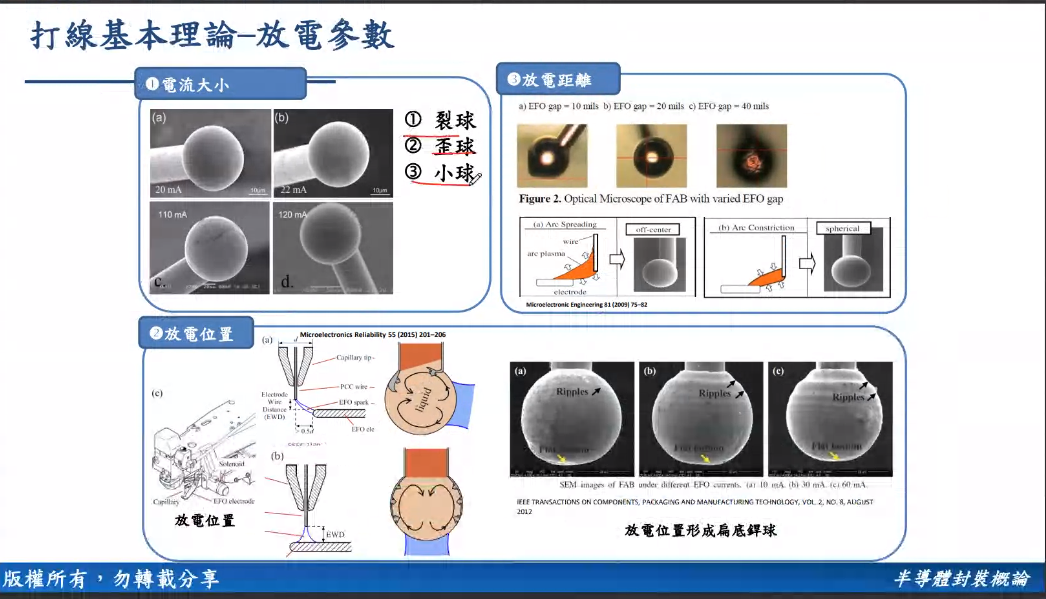 打線基本理論–放電參數
❶電流大小
(a)
20 mA
10μm
(b)
22 mA
10μm
110 mA
c.
120 mA
d.
① 裂球
② 歪球
③ 小球
❸放電距離
a) EFO gap = 10 mils b) EFO gap = 20 mils c) EFO gap = 40 mils
Figure 2. Optical Microscope of FAB with varied EFO gap
(a) Arc Spreading
off-center
wire
arc plasma
electrode
(b) Arc Constriction
spherical
Microelectronic Engineering 81 (2009) 75–82
❷放電位置
Microelectronics Reliability 55 (2015) 201–206
(c)
Solenoid
Capillary
EFO electrode
放電位置
(a)
d
Capillary tip
PCC wire
Electrode
Wire
Distance
(EWD)
EFO spark
> 0.5d
EFO ele
liquid
(b)
EWD
(a)
Ripples
Flat bottom
(b)
Ripples
Flat bottom
(c)
Ripples
Flat bottom
SEM images of FAB under different EFO currents. (a) 10 mA. (b) 30 mA. (c) 60 mA.
IEEE TRANSACTIONS ON COMPONENTS, PACKAGING AND MANUFACTURING TECHNOLOGY, VOL. 2, NO. 8, AUGUST
2012
放電位置形成扁底銲球
版權所有，勿轉載分享
半導體封裝概論